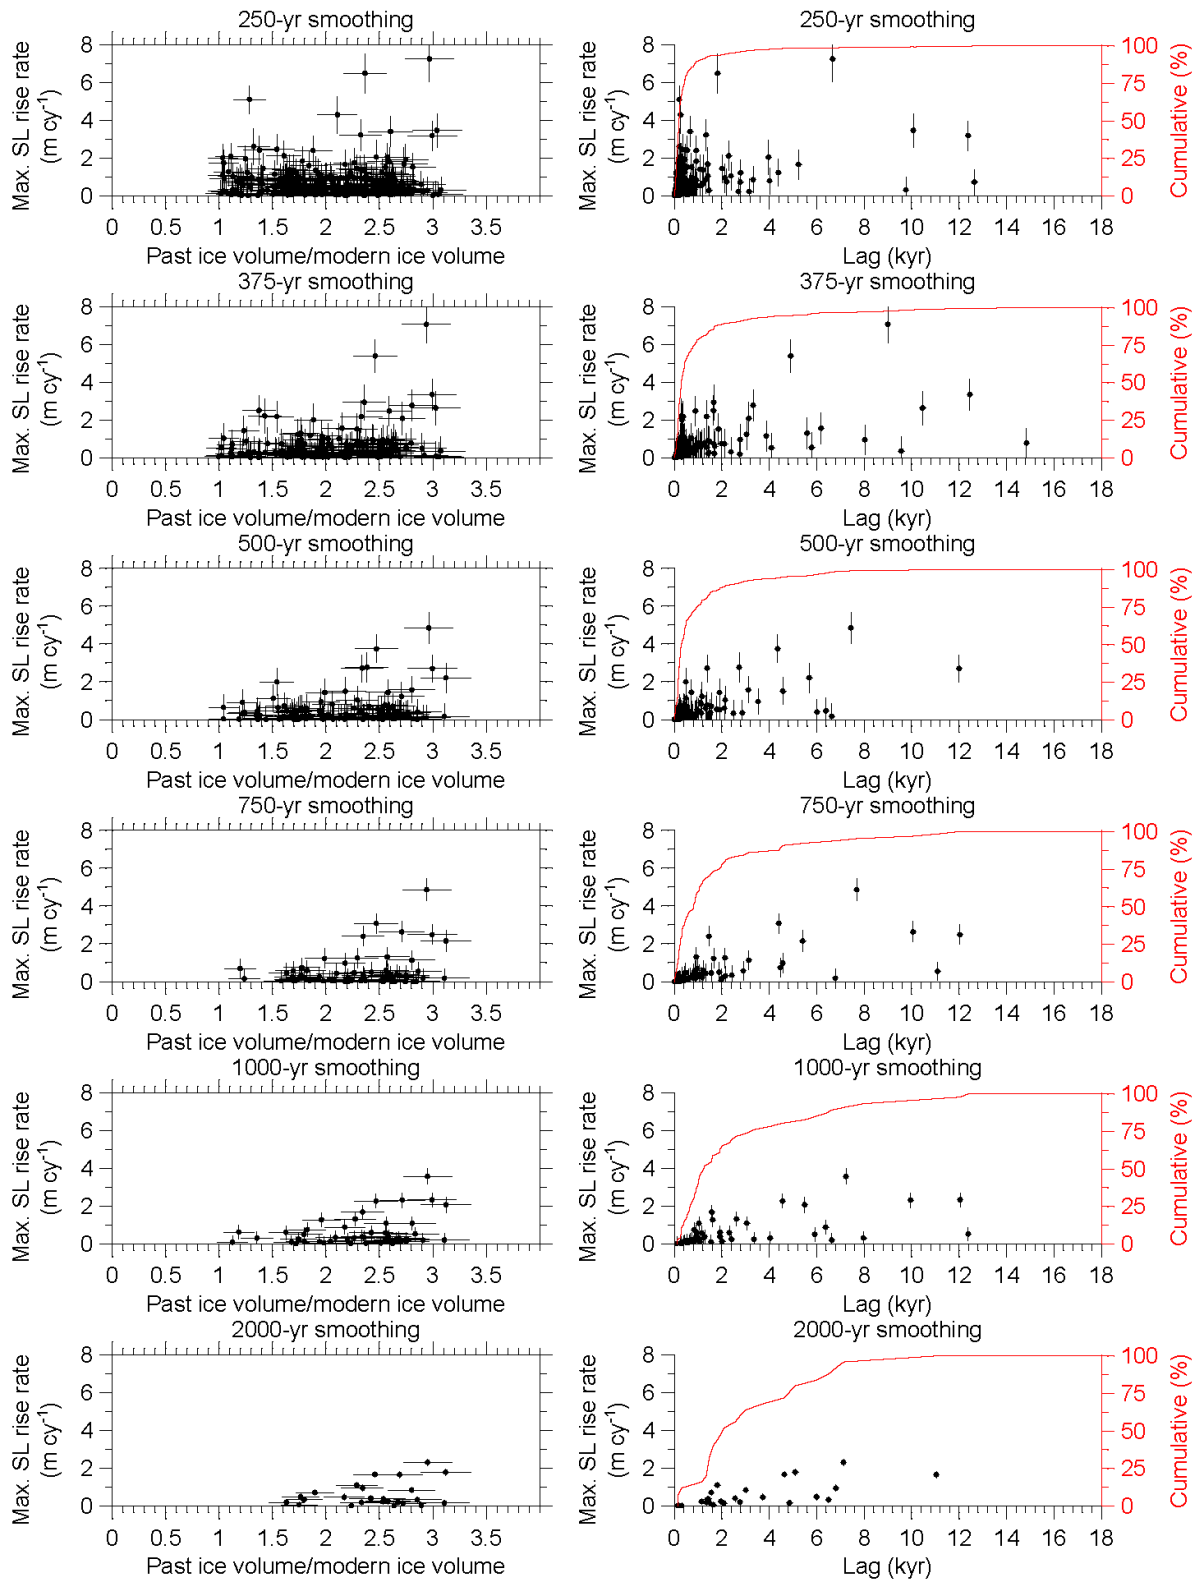 250-yr smoothing
Max. SL rise rate
(m cy-1)
8
6
4
2
0
0 0.5 1 1.5 2 2.5 3 3.5
Past ice volume/modern ice volume
250-yr smoothing
Max. SL rise rate
(m cy-1)
8
6
4
2
0
0 2 4 6 8 10 12 14 16 18
Lag (kyr)
100
75
50
25
0
Cumulative (%)
375-yr smoothing
Max. SL rise rate
(m cy-1)
8
6
4
2
0
0 0.5 1 1.5 2 2.5 3 3.5
Past ice volume/modern ice volume
375-yr smoothing
Max. SL rise rate
(m cy-1)
8
6
4
2
0
0 2 4 6 8 10 12 14 16 18
Lag (kyr)
100
75
50
25
0
Cumulative (%)
500-yr smoothing
Max. SL rise rate
(m cy-1)
8
6
4
2
0
0 0.5 1 1.5 2 2.5 3 3.5
Past ice volume/modern ice volume
500-yr smoothing
Max. SL rise rate
(m cy-1)
8
6
4
2
0
0 2 4 6 8 10 12 14 16 18
Lag (kyr)
100
75
50
25
0
Cumulative (%)
750-yr smoothing
Max. SL rise rate
(m cy-1)
8
6
4
2
0
0 0.5 1 1.5 2 2.5 3 3.5
Past ice volume/modern ice volume
750-yr smoothing
Max. SL rise rate
(m cy-1)
8
6
4
2
0
0 2 4 6 8 10 12 14 16 18
Lag (kyr)
100
75
50
25
0
Cumulative (%)
1000-yr smoothing
Max. SL rise rate
(m cy-1)
8
6
4
2
0
0 0.5 1 1.5 2 2.5 3 3.5
Past ice volume/modern ice volume
1000-yr smoothing
Max. SL rise rate
(m cy-1)
8
6
4
2
0
0 2 4 6 8 10 12 14 16 18
Lag (kyr)
100
75
50
25
0
Cumulative (%)
2000-yr smoothing
Max. SL rise rate
(m cy-1)
8
6
4
2
0
0 0.5 1 1.5 2 2.5 3 3.5
Past ice volume/modern ice volume
2000-yr smoothing
Max. SL rise rate
(m cy-1)
8
6
4
2
0
0 2 4 6 8 10 12 14 16 18
Lag (kyr)
100
75
50
25
0
Cumulative (%)